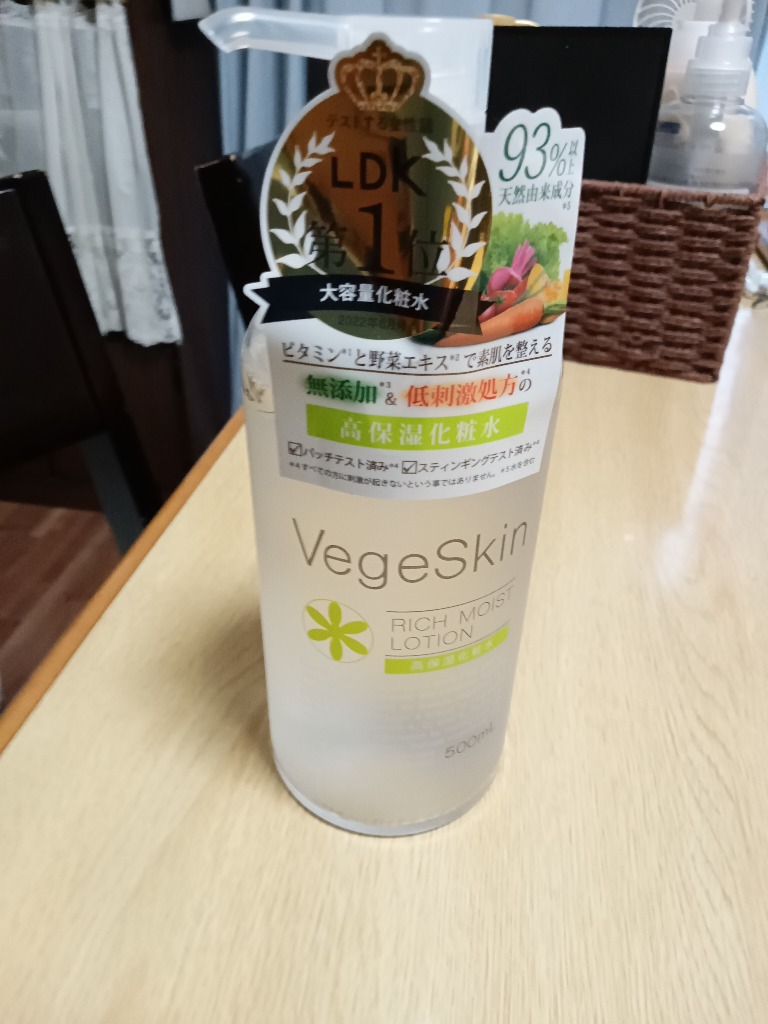 テストする女性誌
LDK
第1位
大容量化粧水
2022年8月号
93%以上
天然由来成分※5
ビタミン※1と野菜エキス※2で素肌を整える
無添加※3&低刺激処方※4の
高保湿化粧水
☑パッチテスト済み※4 ☑スティンギングテスト済み※4
※4すべての方に刺激が起きないという事ではありません。 ※5水を含む
VegeSkin
RICH MOIST
LOTION
高保湿化粧水
500mL